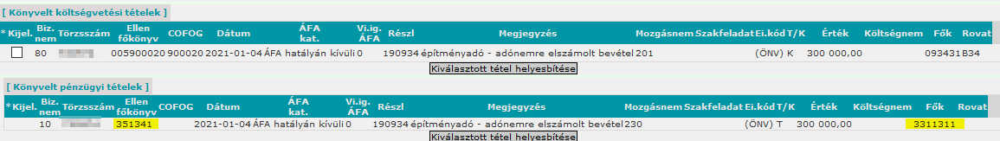 [ Könyvelt költségvetési tételek ]
* Kijel. Biz. nem Törzsszám Ellen főkönyv COFOG Dátum ÁFA kat. Vi.ig. ÁFA Részl Megjegyzés Mozgásnem Szakfeladat Ei.kód T/K Érték Költségnem Fők Rovat
80 005900020 900020 2021-01-04 ÁFA hatályán kívüli 0 190934 építményadó - adónemre elszámolt bevétel 201 (ÖNV) K 300 000,00 093431 B34
Kiválasztott tétel helyesbítése
[ Könyvelt pénzügyi tételek ]
* Kijel. Biz. nem Törzsszám Ellen főkönyv COFOG Dátum ÁFA kat. Vi.ig. ÁFA Részl Megjegyzés Mozgásnem Szakfeladat Ei.kód T/K Érték Költségnem Fők Rovat
10 351341 2021-01-04 ÁFA hatályán kívüli 0 190934 építményadó - adónemre elszámolt bevétel 230 (ÖNV) T 300 000,00 3311311
Kiválasztott tétel helyesbítése